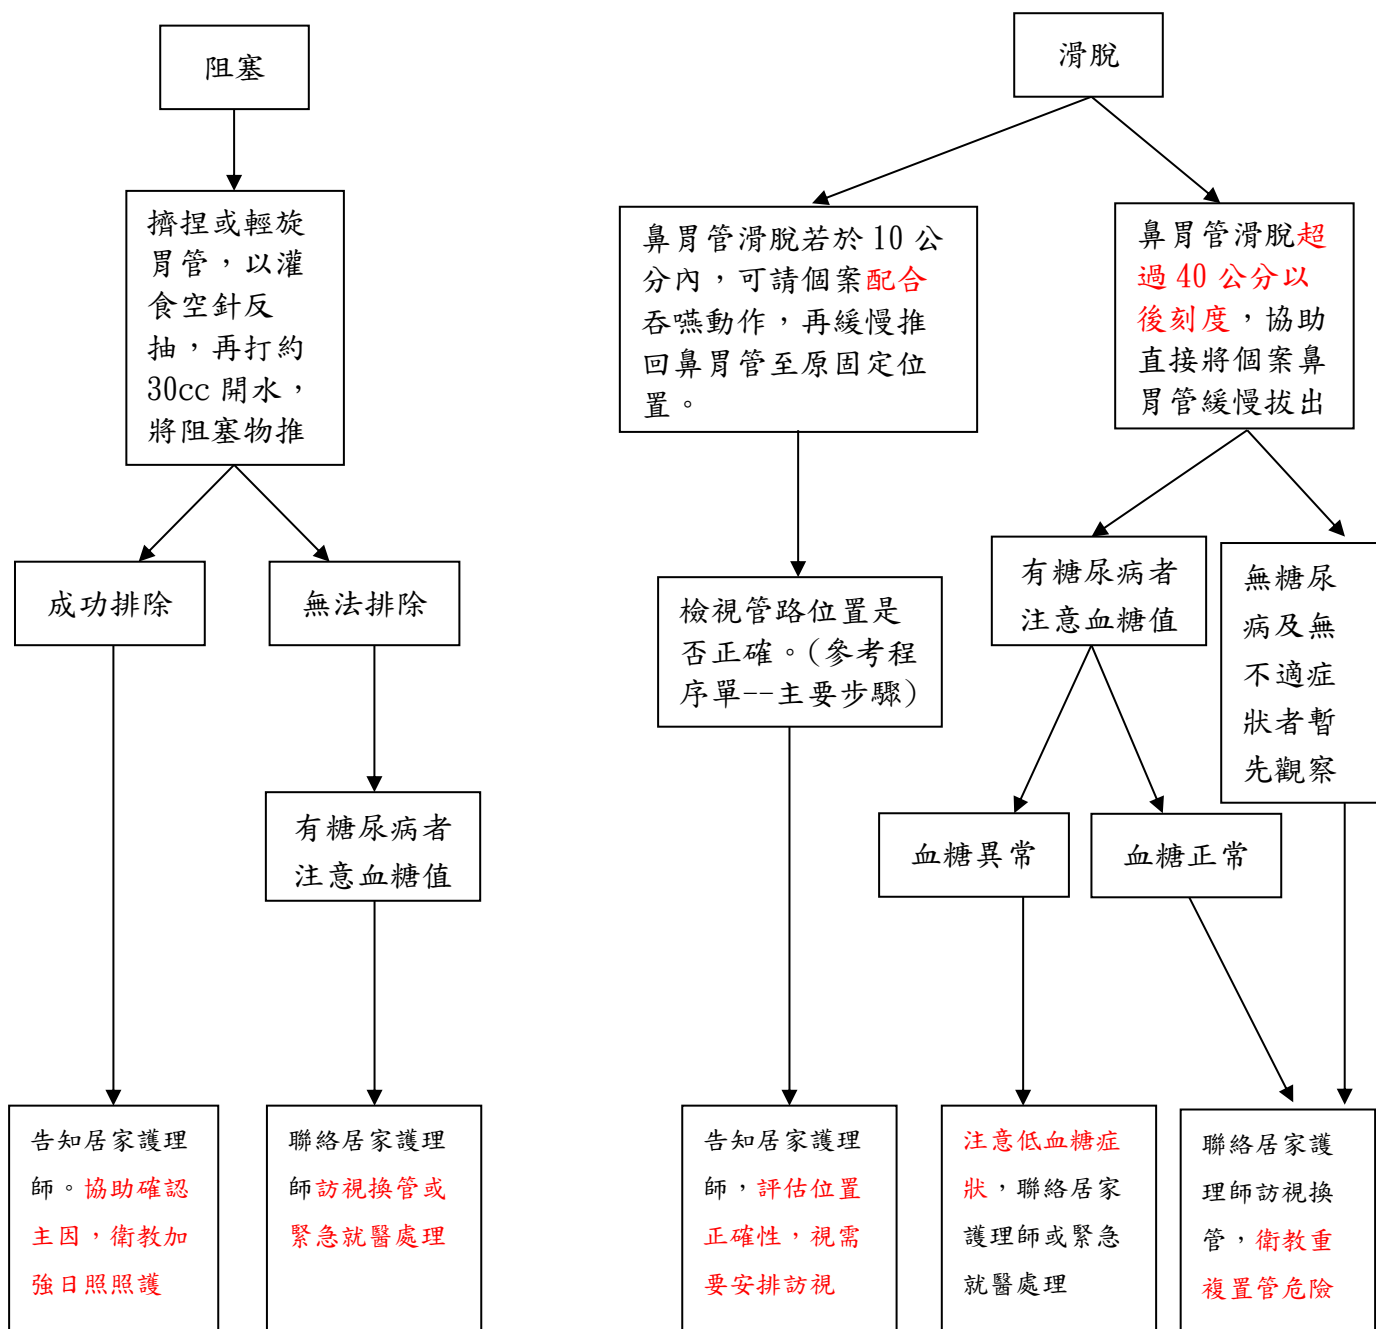 阻塞
滑脫
擠捏或輕旋
胃管，以灌
食空針反
抽，再打約
30cc 開水，
將阻塞物推
鼻胃管滑脫若於 10 公
分內，可請個案配合
吞嚥動作，再緩慢推
回鼻胃管至原固定位
置。
鼻胃管滑脫超
過 40 公分以
後刻度，協助
直接將個案鼻
胃管緩慢拔出
成功排除
無法排除
檢視管路位置是
否正確。(參考程
序單--主要步驟)
有糖尿病者
注意血糖值
無糖尿
病及無
不適症
狀者暫
先觀察
有糖尿病者
注意血糖值
血糖異常
血糖正常
告知居家護理
師。協助確認
主因，衛教加
強日照照護
聯絡居家護理
師訪視換管或
緊急就醫處理
告知居家護理
師，評估位置
正確性，視需
要安排訪視
注意低血糖症
狀，聯絡居家
護理師或緊急
就醫處理
聯絡居家護
理師訪視換
管，衛教重
複置管危險